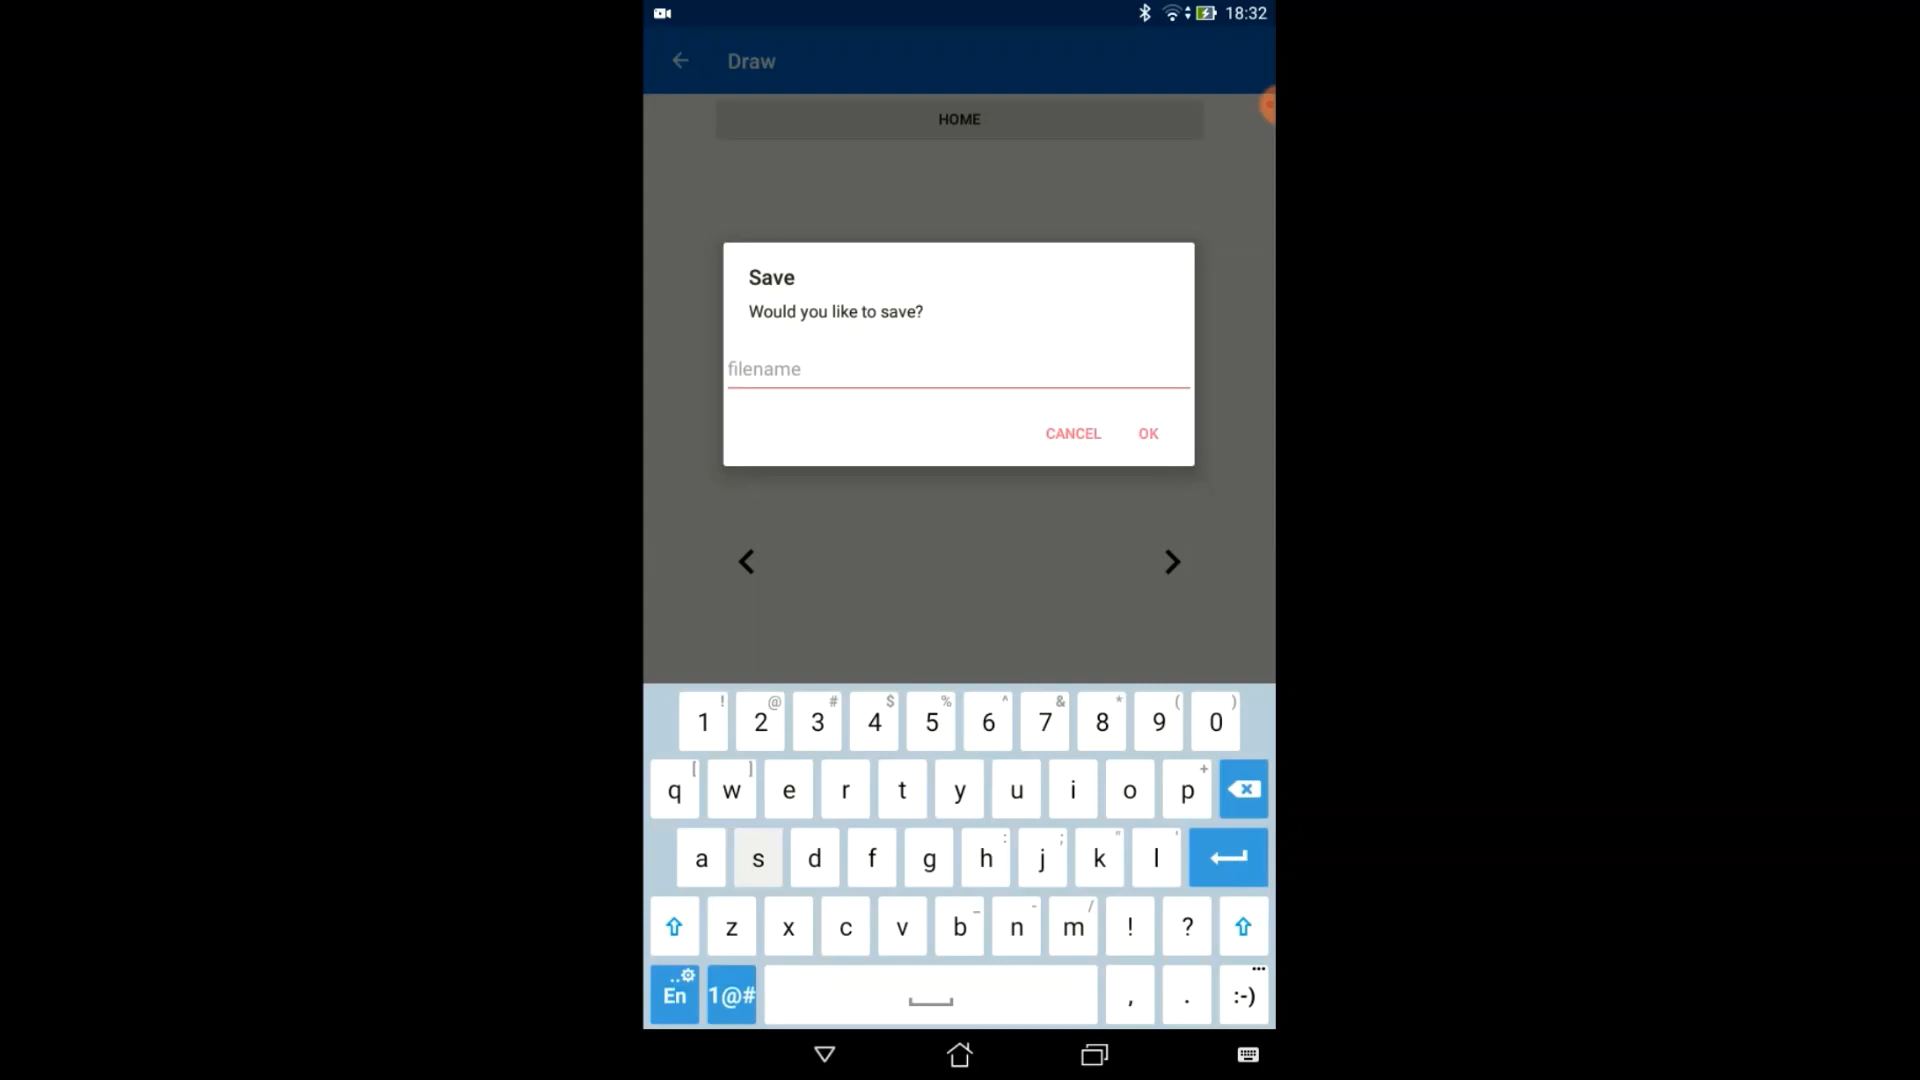 18:32
Draw
HOME
Save
Would you like to save?
filename
CANCEL OK
! @ # $ % ^ & * ( )
1 2 3 4 5 6 7 8 9 0
[ ] +
q w e r t y u i o p
: ; " '
a s d f g h j k l
_ - /
z x c v b n m ! ?
En 1@# , . :-)